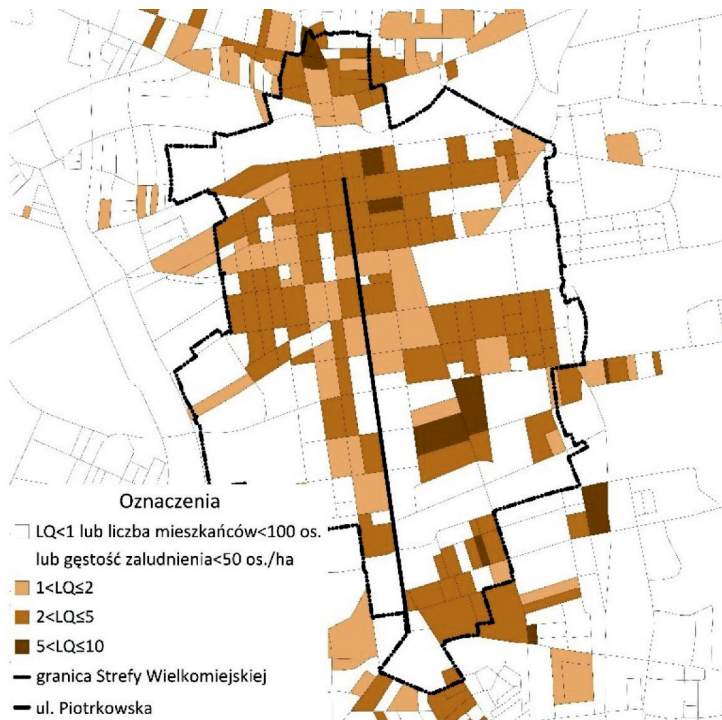 Oznaczenia
LQ<1 lub liczba mieszkańców<100 os.
lub gęstość zaludnienia<50 os./ha
1<LQ≤2
2<LQ≤5
5<LQ≤10
granica Strefy Wielkomiejskiej
ul. Piotrkowska